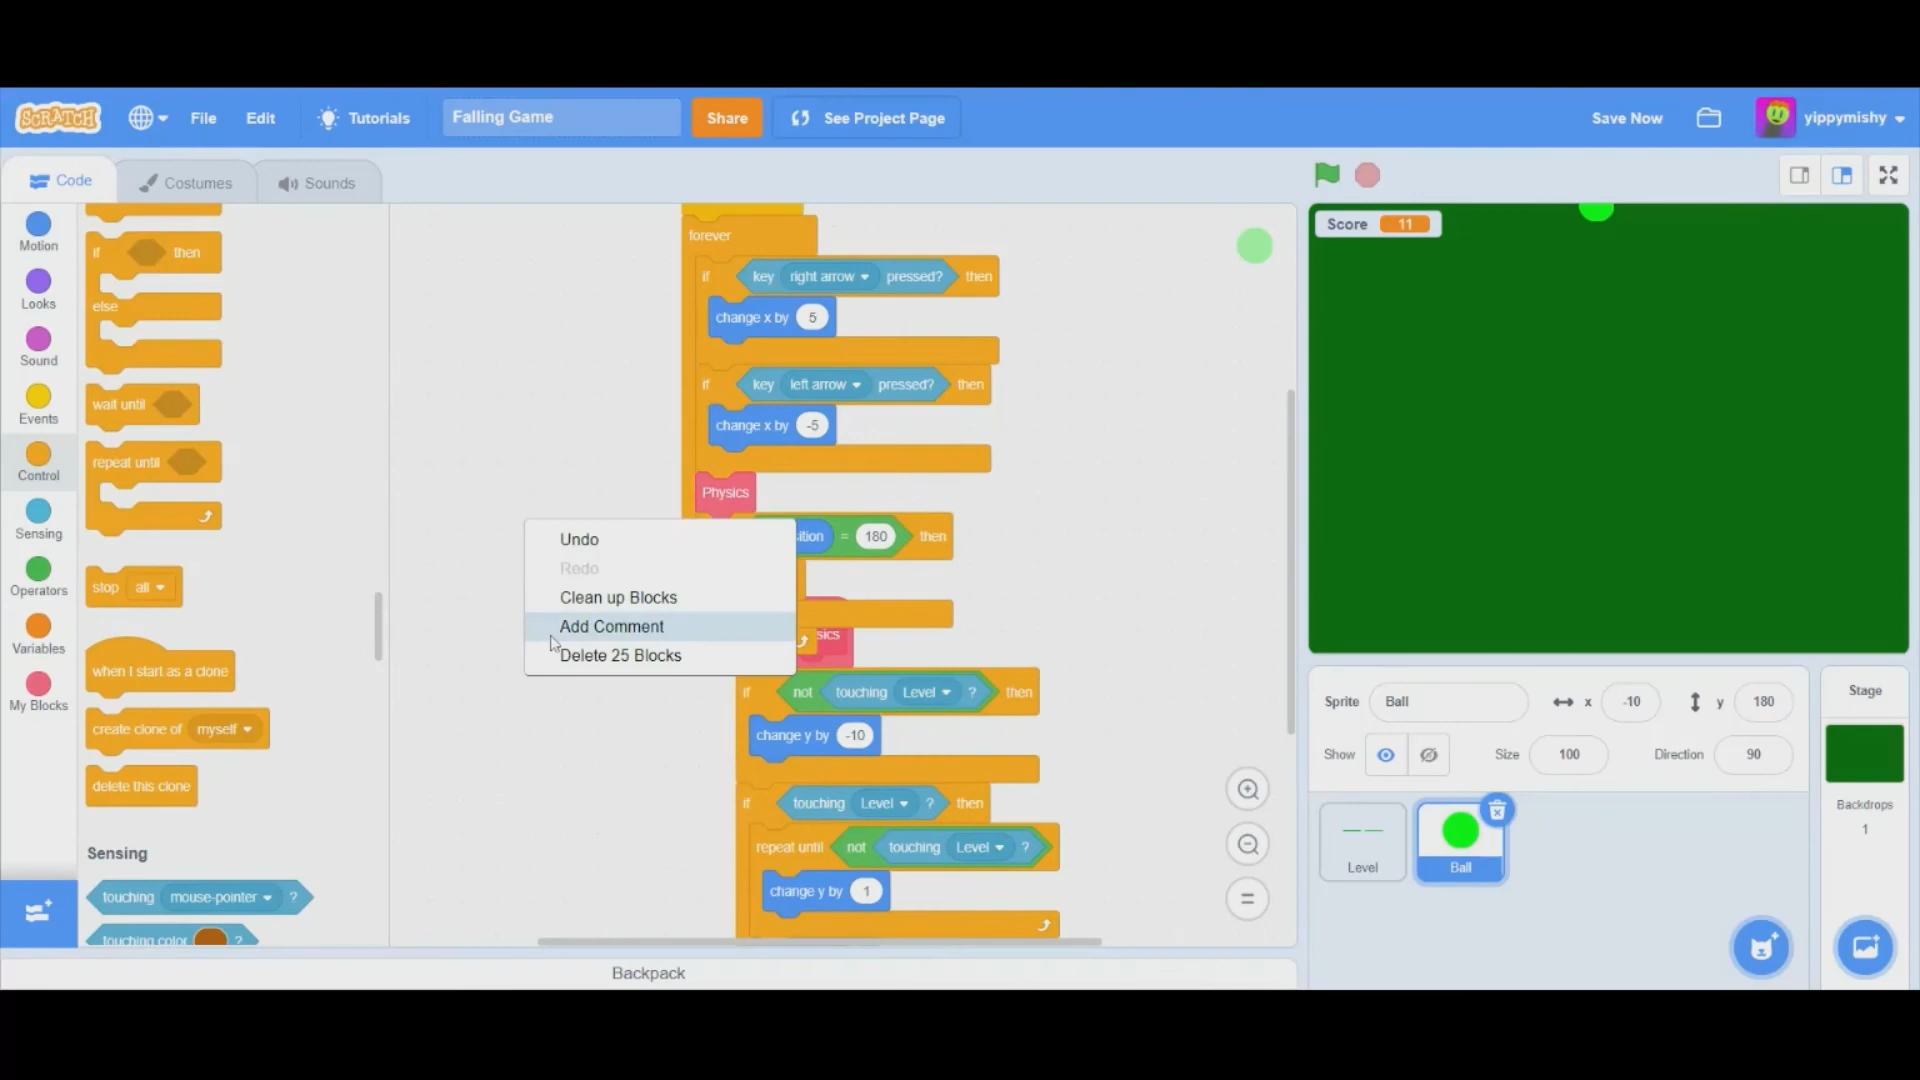 SCRATCH
File
Edit
Tutorials
Falling Game
Share
See Project Page
Save Now
yippymishy
Code
Costumes
Sounds
Motion
Looks
Sound
Events
Control
Sensing
Operators
Variables
My Blocks
if then
else
wait until
repeat until
stop all
when I start as a clone
create clone of myself
delete this clone
Sensing
touching mouse-pointer ?
touching color ?
forever
if key right arrow pressed? then
change x by 5
if key left arrow pressed? then
change x by -5
Physics
ition = 180 then
sics
if not touching Level ? then
change y by -10
if touching Level ? then
repeat until not touching Level ?
change y by 1
Undo
Redo
Clean up Blocks
Add Comment
Delete 25 Blocks
Backpack
Score 11
Sprite Ball x -10 y 180
Show Size 100 Direction 90
Level
Ball
Stage
Backdrops
1